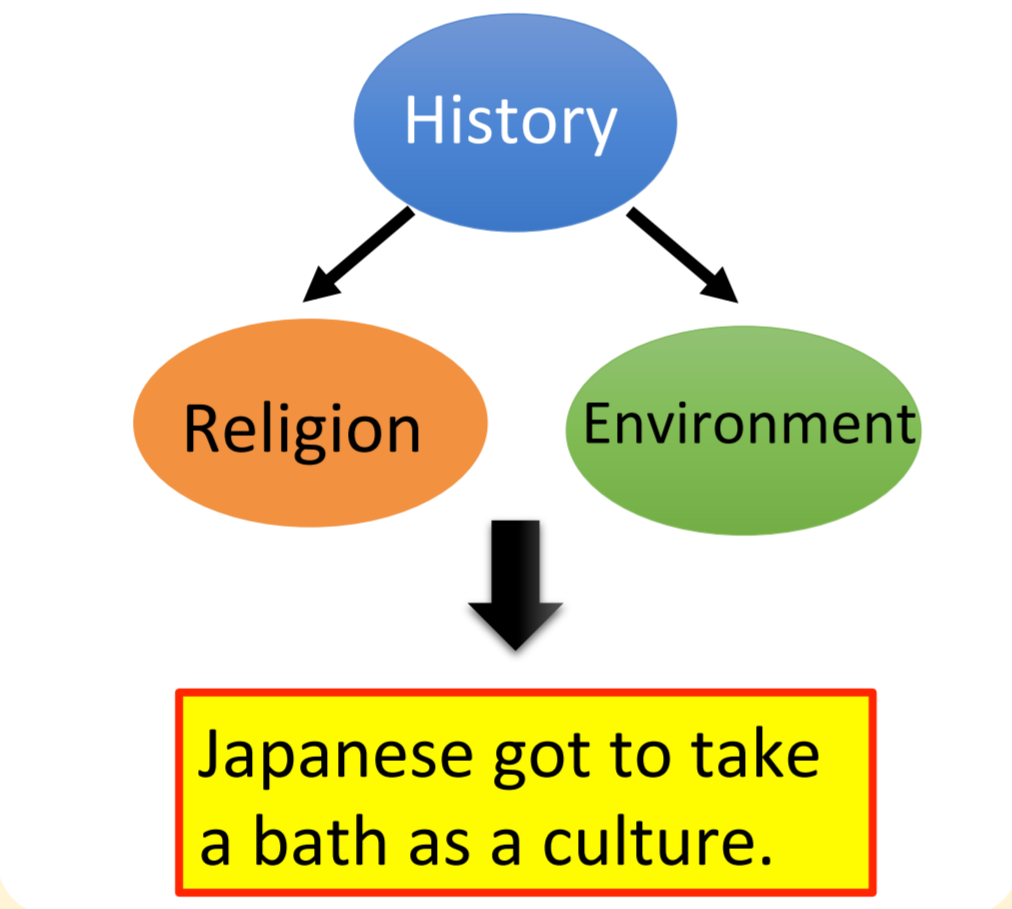 History
Religion
Environment
Japanese got to take
a bath as a culture.